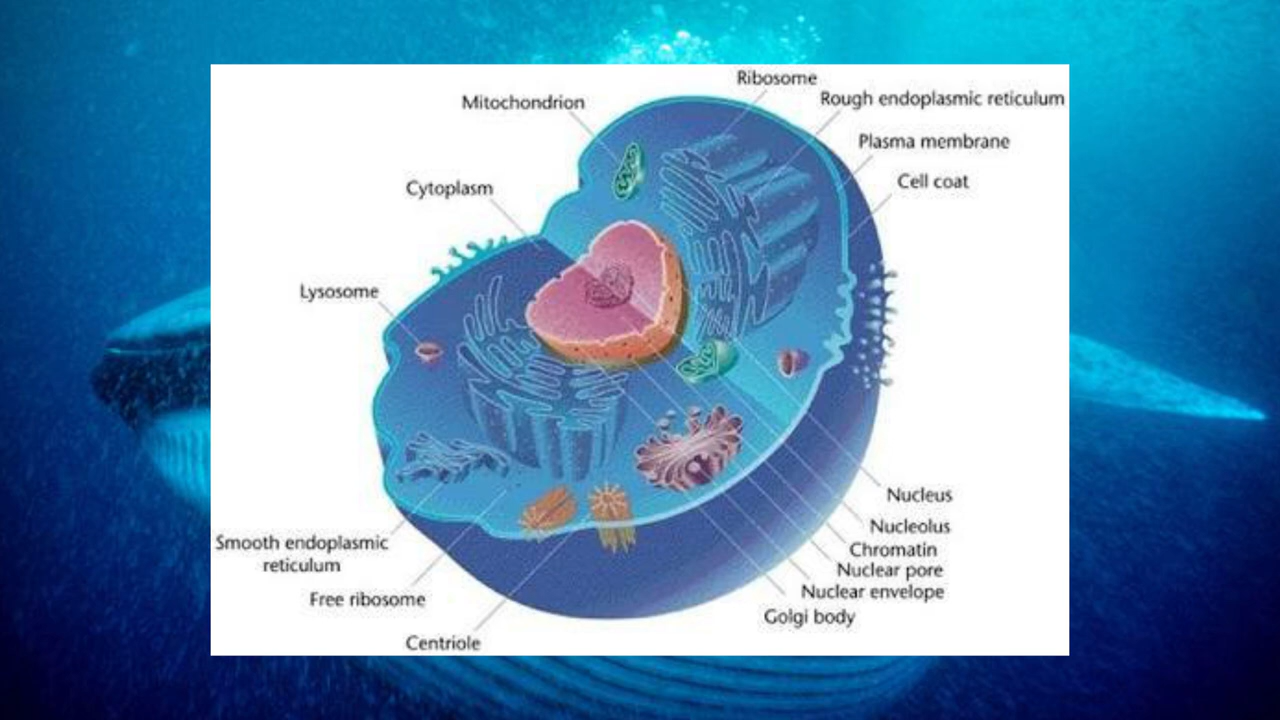 Ribosome
Mitochondrion
Rough endoplasmic reticulum
Plasma membrane
Cell coat
Cytoplasm
Lysosome
Nucleus
Nucleolus
Smooth endoplasmic
reticulum
Chromatin
Nuclear pore
Nuclear envelope
Free ribosome
Golgi body
Centriole